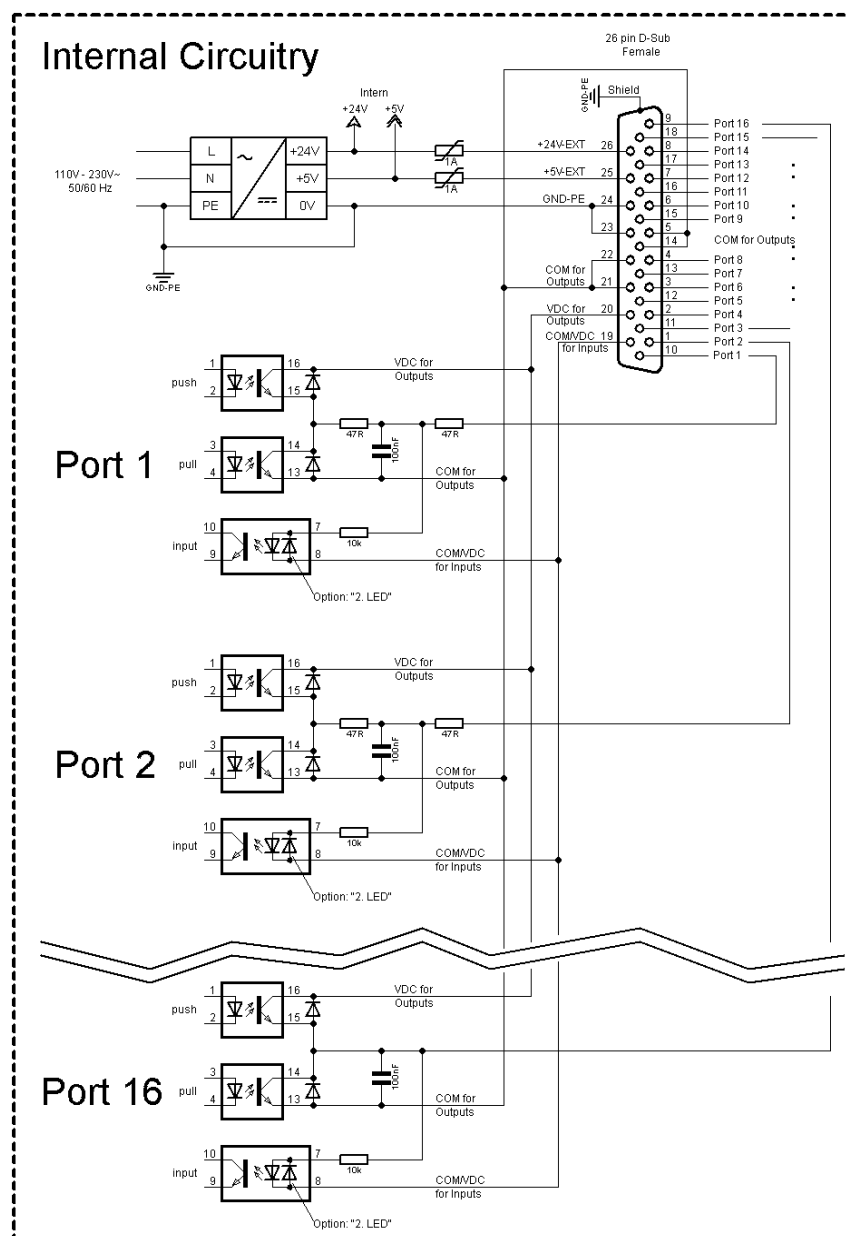 Internal Circuitry
26 pin D-Sub
Female
Intern
+24V
+5V
GND-PE
Shield
L
+24V
N
+5V
PE
0V
110V - 230V~
50/60 Hz
GND-PE
1A
1A
+24V-EXT
26
+5V-EXT
25
GND-PE
24
23
22
COM for
Outputs
21
VDC for
Outputs
20
COM/VDC
for Inputs
19
9
Port 16
18
Port 15
8
Port 14
17
Port 13
7
Port 12
16
Port 11
6
Port 10
15
Port 9
5
14
COM for Outputs
4
Port 8
13
Port 7
3
Port 6
12
Port 5
2
Port 4
11
Port 3
1
Port 2
10
Port 1
Port 1
push
1
2
16
15
VDC for
Outputs
47R
100nF
47R
pull
3
4
14
13
COM for
Outputs
input
10
9
7
8
10k
COM/VDC
for Inputs
Option: "2. LED"
Port 2
push
1
2
16
15
VDC for
Outputs
47R
100nF
47R
pull
3
4
14
13
COM for
Outputs
input
10
9
7
8
10k
COM/VDC
for Inputs
Option: "2. LED"
Port 16
push
1
2
16
15
VDC for
Outputs
100nF
pull
3
4
14
13
COM for
Outputs
input
10
9
7
8
10k
COM/VDC
for Inputs
Option: "2. LED"